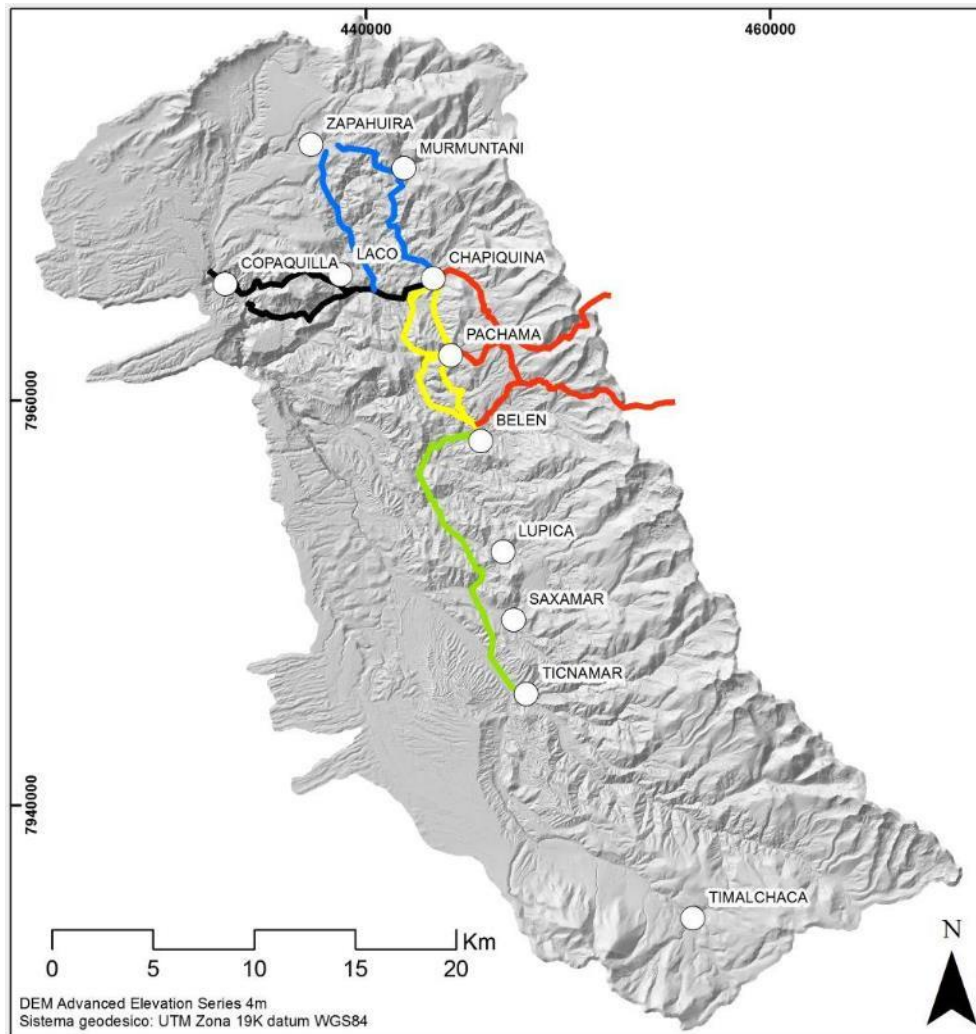 440000
460000
ZAPAHUIRA
MURMUNTANI
COPAQUILLA
LACO
CHAPIQUINA
PACHAMA
7960000
BELEN
LUPICA
SAXAMAR
TICNAMAR
7940000
TIMALCHACA
Km
0 5 10 15 20
N
DEM Advanced Elevation Series 4m
Sistema geodesico: UTM Zona 19K datum WGS84